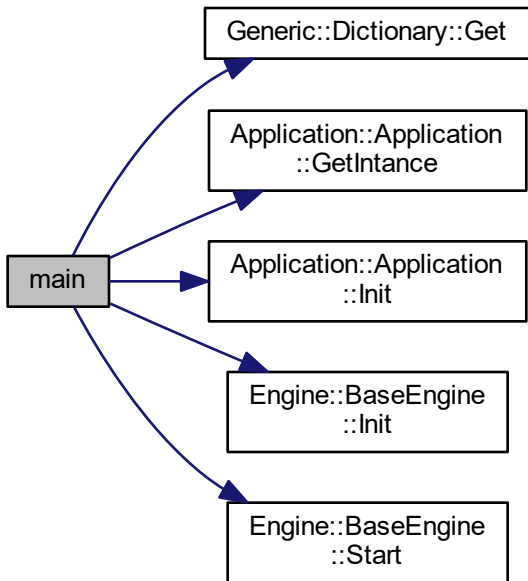 Generic::Dictionary::Get
Application::Application
::GetIntance
main
Application::Application
::Init
Engine::BaseEngine
::Init
Engine::BaseEngine
::Start